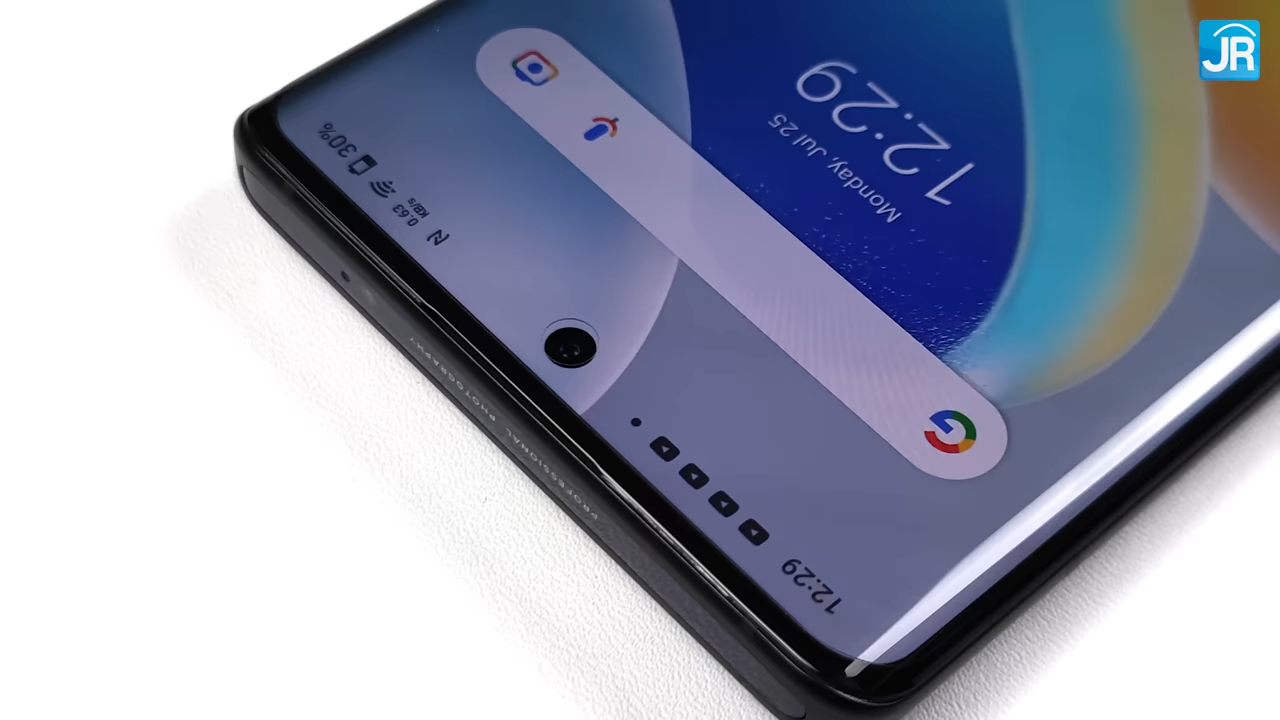 JR
12:29
Monday, Jul 25
12:29
0.63
KB/s
30%
PROFESSIONAL PHOTOGRAPHY